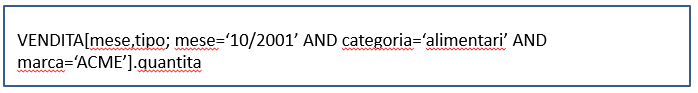 VENDITA[mese,tipo; mese=‘10/2001’ AND categoria=‘alimentari’ AND
marca=‘ACME’].quantita